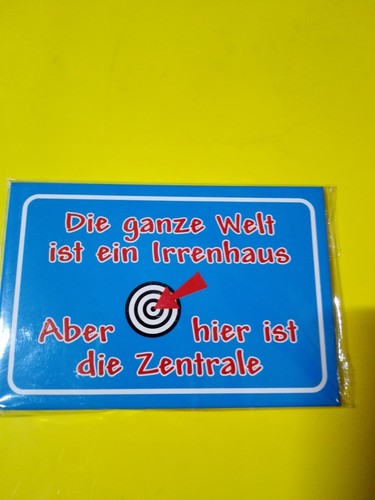 Die ganze Welt
ist ein Irrenhaus
Aber hier ist
die Zentrale